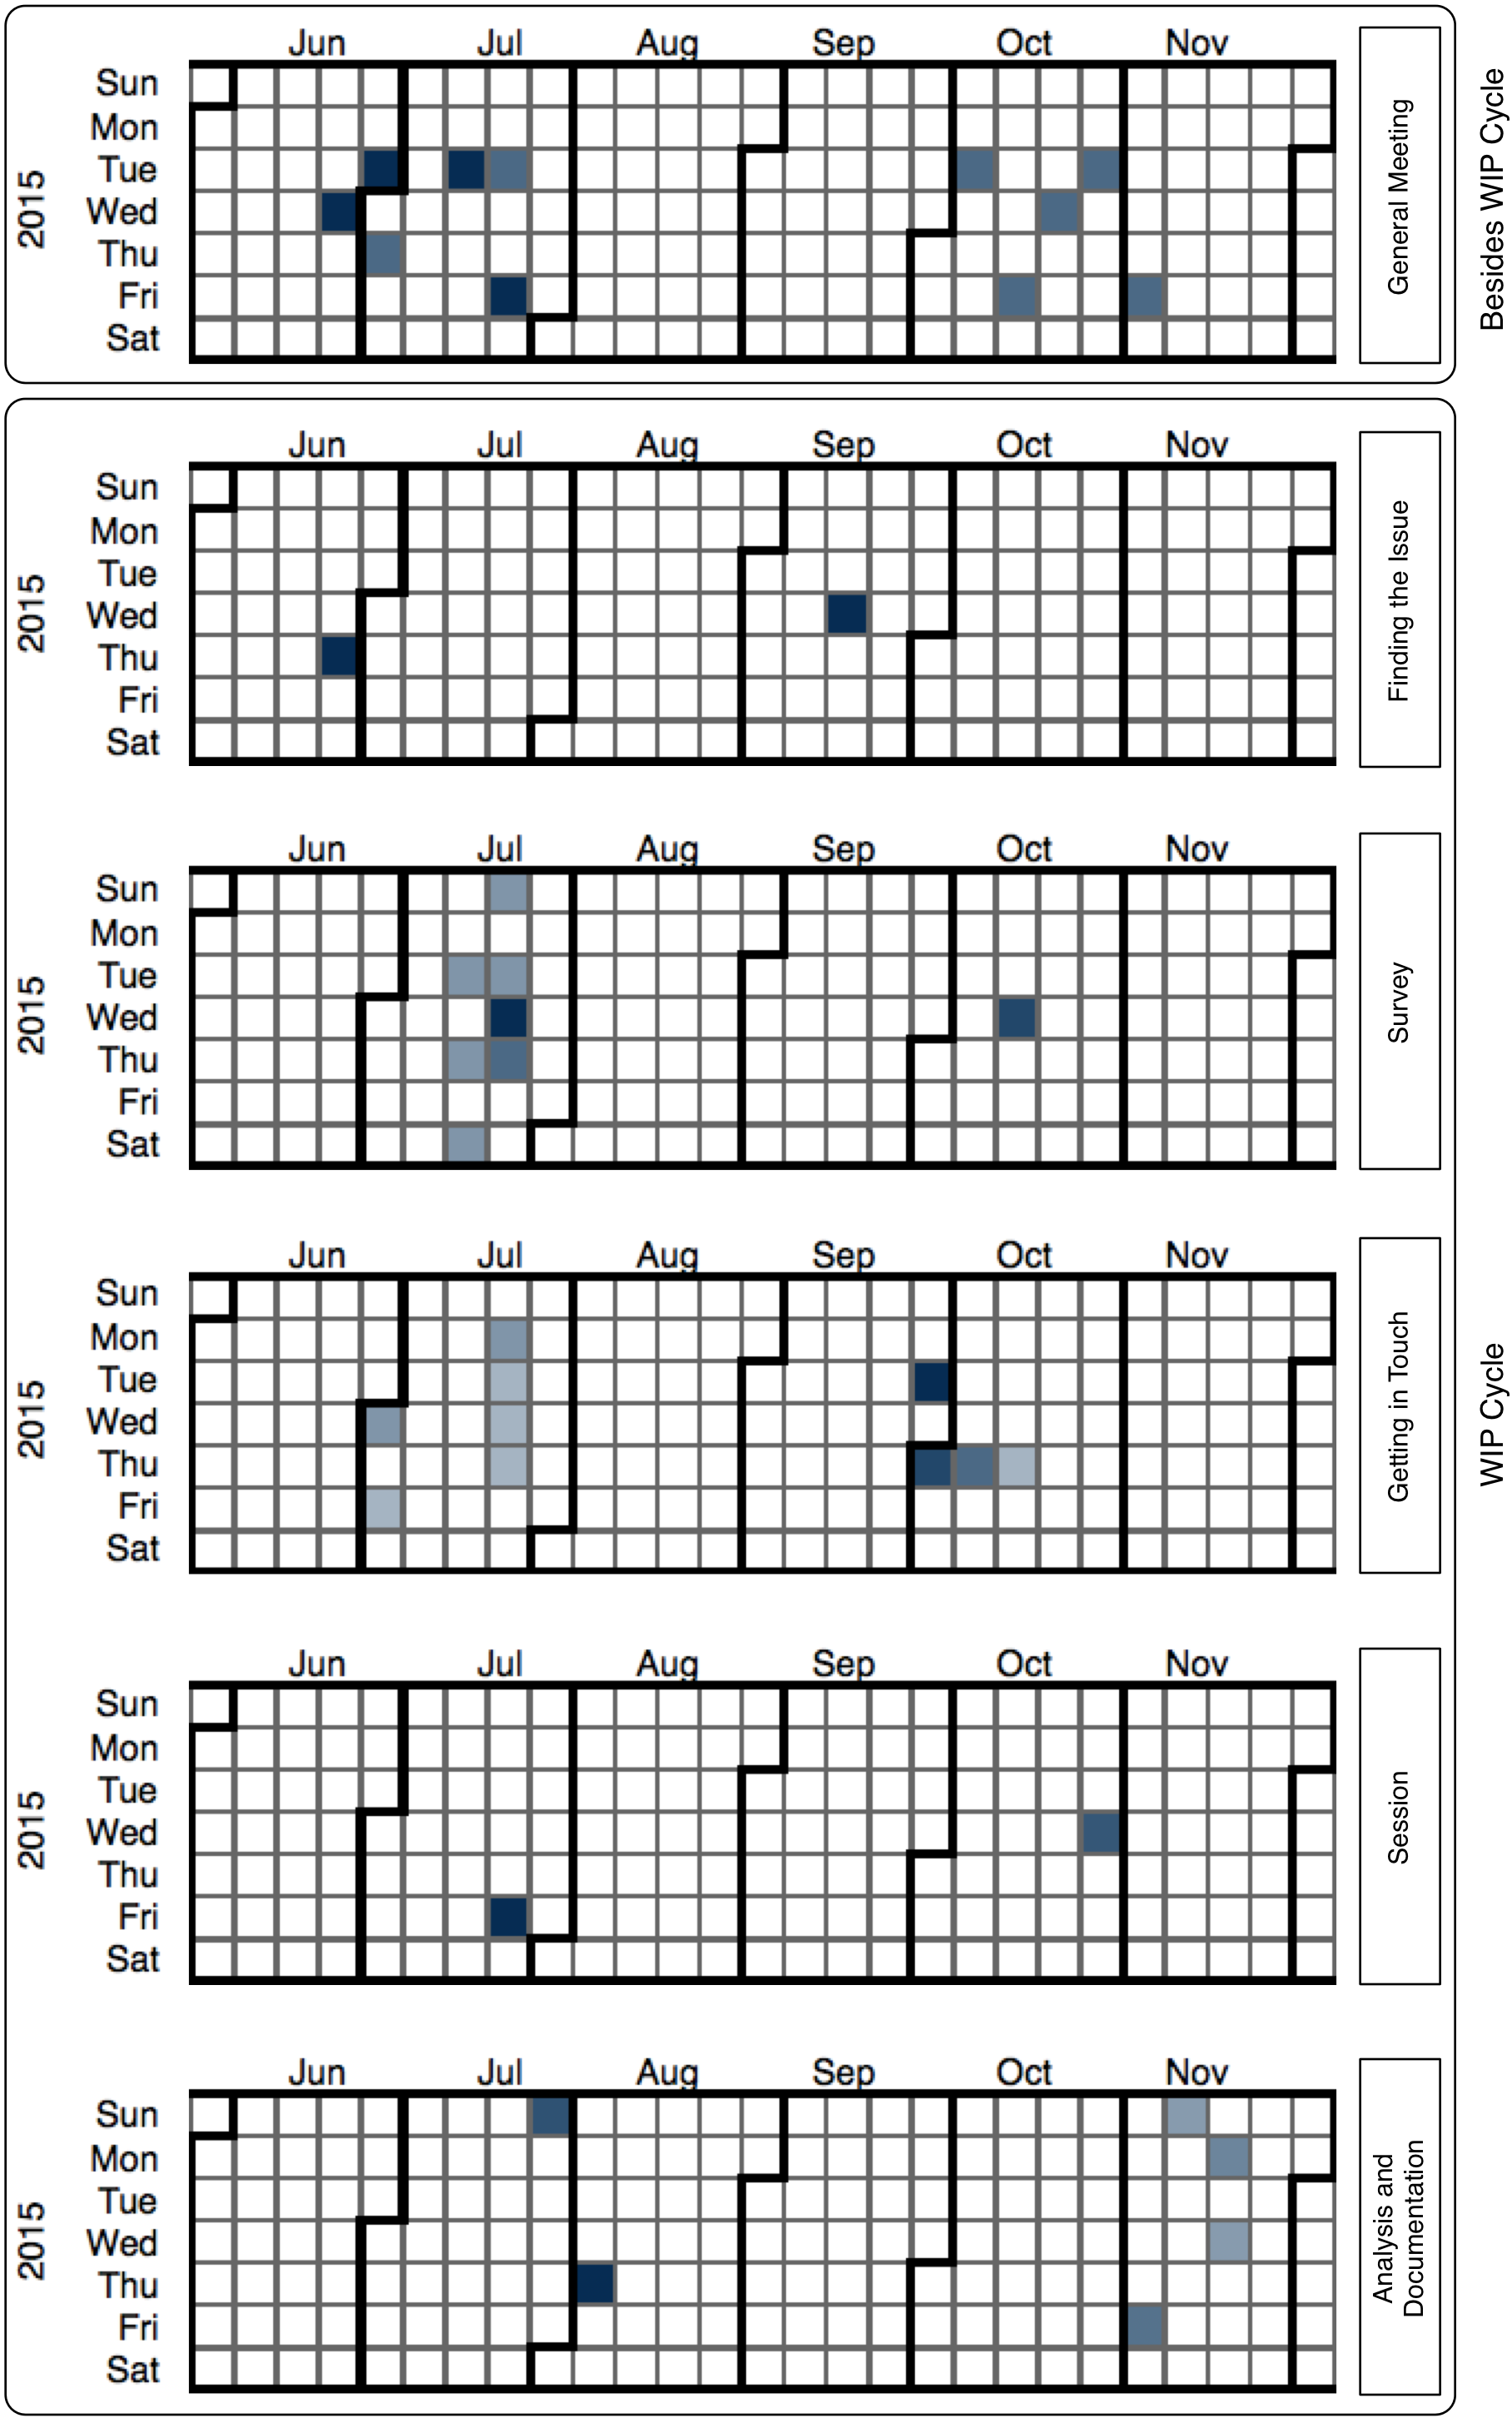 Jun Jul Aug Sep Oct Nov
2015
Sun
Mon
Tue
Wed
Thu
Fri
Sat
General Meeting
Besides WIP Cycle
Jun Jul Aug Sep Oct Nov
2015
Sun
Mon
Tue
Wed
Thu
Fri
Sat
Finding the Issue
Jun Jul Aug Sep Oct Nov
2015
Sun
Mon
Tue
Wed
Thu
Fri
Sat
Survey
Jun Jul Aug Sep Oct Nov
2015
Sun
Mon
Tue
Wed
Thu
Fri
Sat
Getting in Touch
WIP Cycle
Jun Jul Aug Sep Oct Nov
2015
Sun
Mon
Tue
Wed
Thu
Fri
Sat
Session
Jun Jul Aug Sep Oct Nov
2015
Sun
Mon
Tue
Wed
Thu
Fri
Sat
Analysis and
Documentation